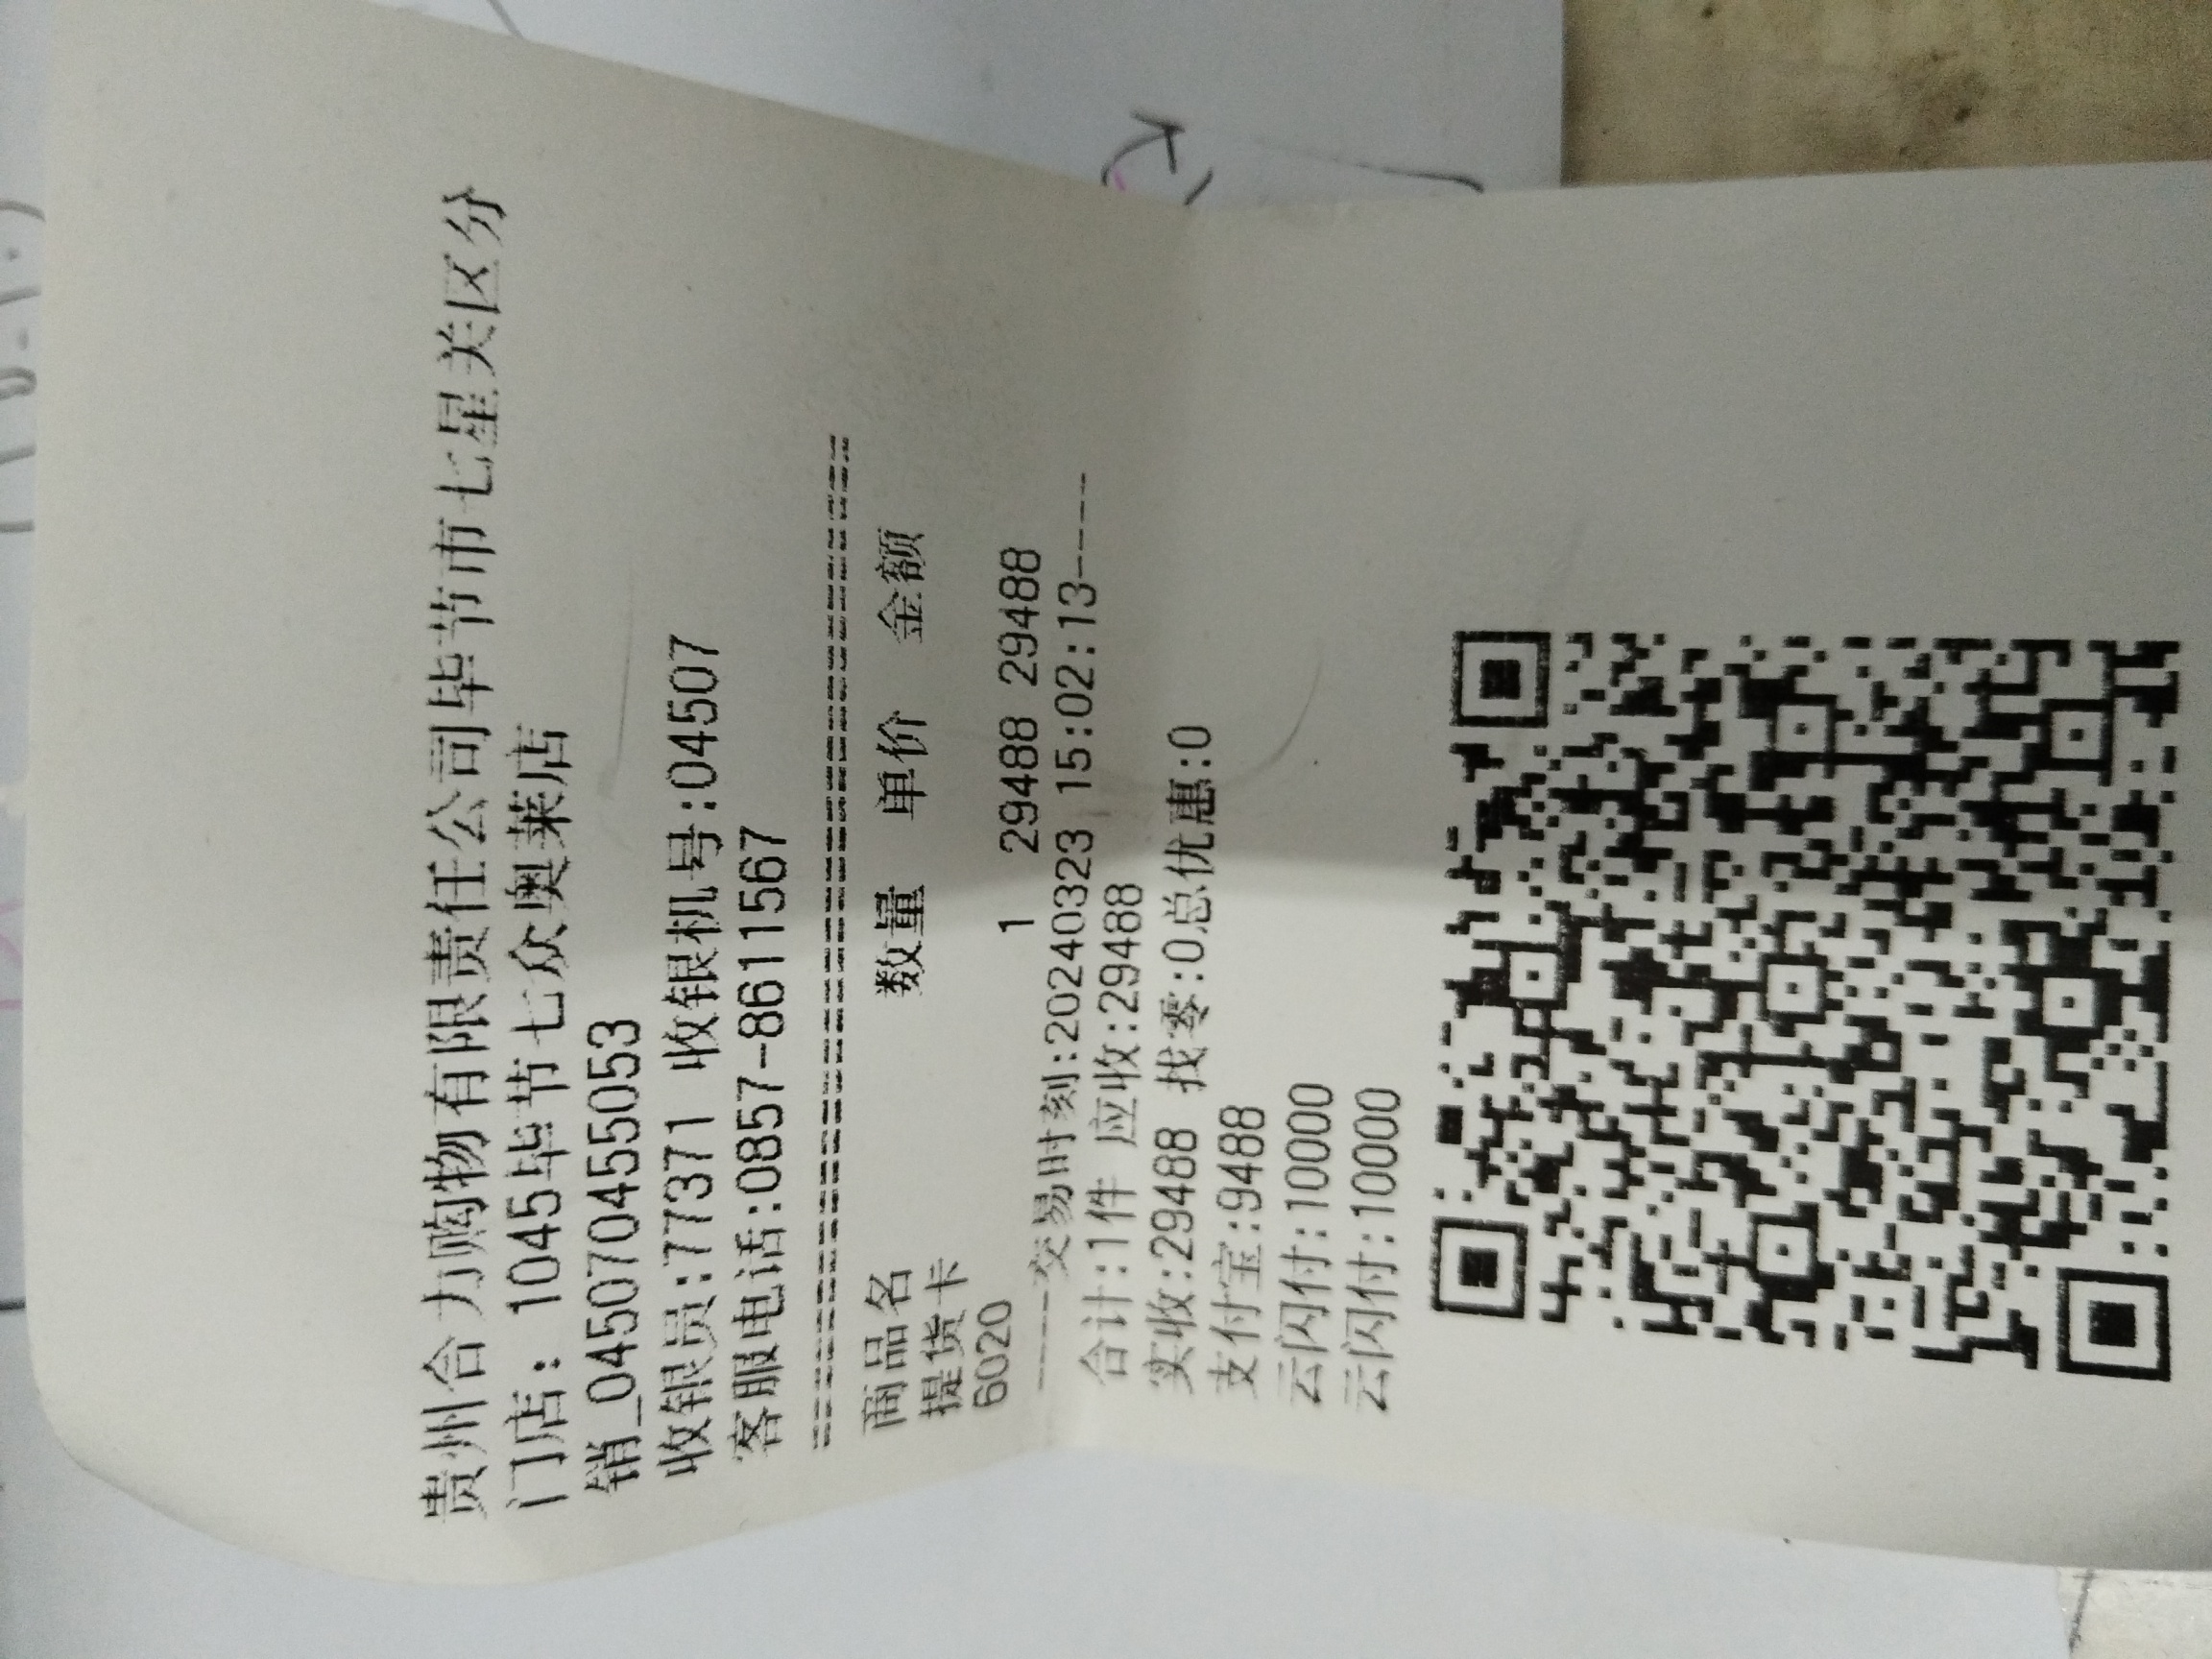 贵州合力购物有限责任公司毕节市七星关区分
门店: 1045毕节七众奥莱店
销_0450704550 53
收银员:77371 收银机号:04507
客服电话:0857-8611567
================================
商品名 数量 单价 金额
提货卡
6020 1 29488 29488
----交易时刻:20240323 15:02:13----
合计:1件 应收:29488
实收:29488 找零:0总优惠:0
支付宝:9488
云闪付:10000
云闪付:10000